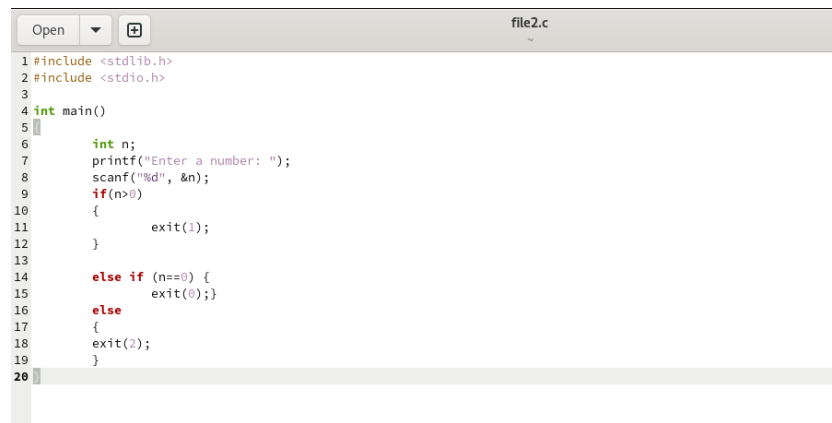 Open
file2.c
~
1 #include <stdlib.h>
2 #include <stdio.h>
3
4 int main()
5 {
6         int n;
7         printf("Enter a number: ");
8         scanf("%d", &n);
9         if(n>0)
10         {
11                 exit(1);
12         }
13
14         else if (n==0) {
15                 exit(0);}
16         else
17         {
18         exit(2);
19         }
20 }